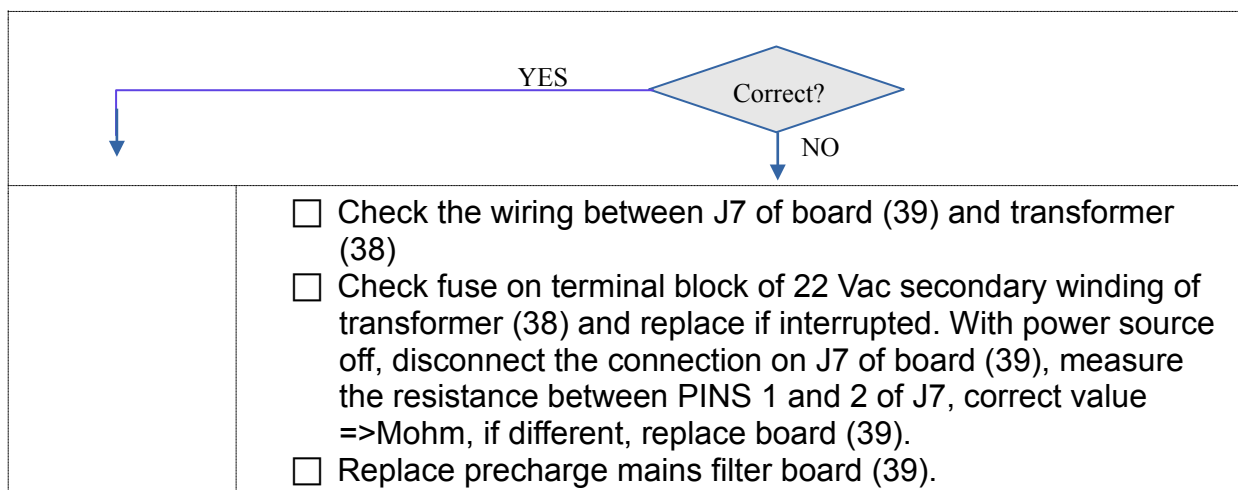 YES
Correct?
NO
☐ Check the wiring between J7 of board (39) and transformer
(38)
☐ Check fuse on terminal block of 22 Vac secondary winding of
transformer (38) and replace if interrupted. With power source
off, disconnect the connection on J7 of board (39), measure
the resistance between PINS 1 and 2 of J7, correct value
=>Mohm, if different, replace board (39).
☐ Replace precharge mains filter board (39).